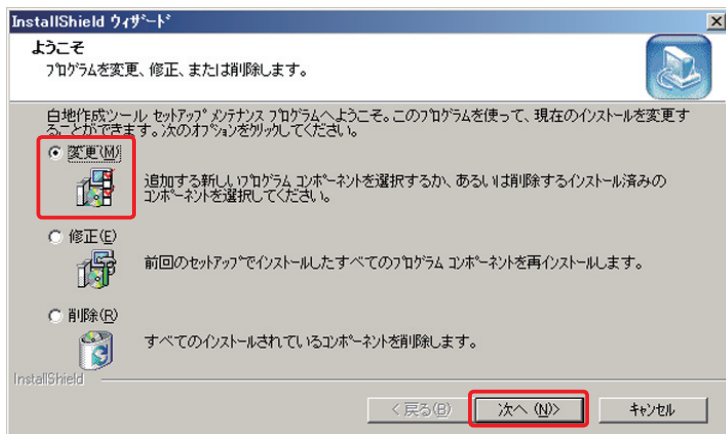 InstallShield ウィザード
ようこそ
プログラムを変更、修正、または削除します。
白地作成ツール セットアップ メンテナンス プログラムへようこそ。このプログラムを使って、現在のインストールを変更す
ることができます。次のオプションをクリックしてください。
変更(M)
追加する新しいプログラム コンポーネントを選択するか、あるいは削除するインストール済みの
コンポーネントを選択してください。
修正(E)
前回のセットアップでインストールしたすべてのプログラム コンポーネントを再インストールします。
削除(R)
すべてのインストールされているコンポーネントを削除します。
InstallShield
< 戻る(B)
次へ (N)>
キャンセル